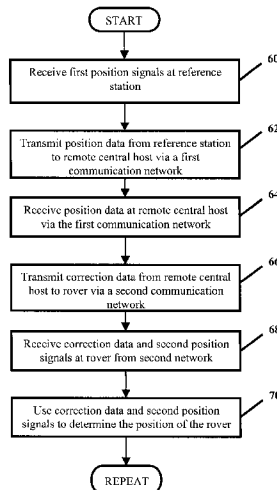 START
60
Receive first position signals at reference
station
62
Transmit position data from reference station
to remote central host via a first
communication network
64
Receive position data at remote central host
via the first communication network
66
Transmit correction data from remote central
host to rover via a second communication
network
68
Receive correction data and second position
signals at rover from second network
70
Use correction data and second position
signals to determine the position of the rover
REPEAT